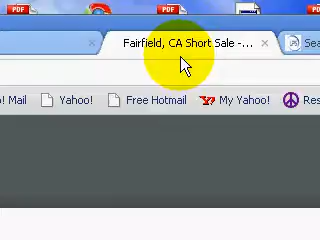 PDF PDF PDF
Fairfield, CA Short Sale -... Sea
o! Mail Yahoo! Free Hotmail My Yahoo! Res